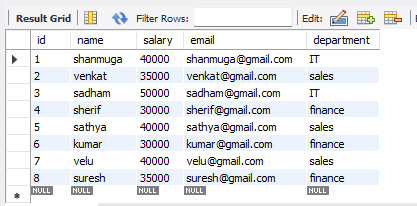 Result Grid Filter Rows: Edit:
id name salary email department
1 shanmuga 40000 shanmuga@gmail.com IT
2 venkat 35000 venkat@gmail.com sales
3 sadham 50000 sadham@gmail.com IT
4 sherif 30000 sherif@gmail.com finance
5 sathya 40000 sathya@gmail.com sales
6 kumar 30000 kumar@gmail.com finance
7 velu 40000 velu@gmail.com sales
8 suresh 35000 suresh@gmail.com finance
NULL NULL NULL NULL NULL